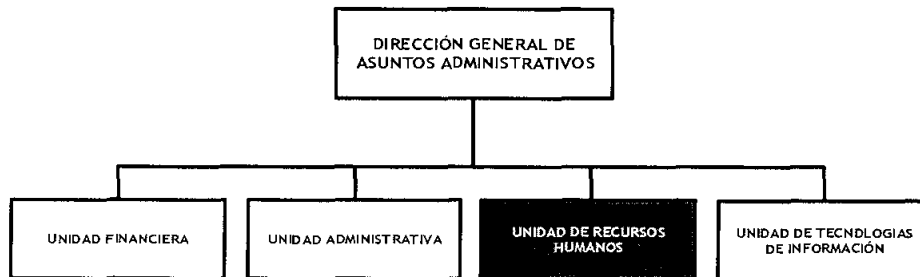 DIRECCIÓN GENERAL DE
ASUNTOS ADMINISTRATIVOS
UNIDAD FINANCIERA
UNIDAD ADMINISTRATIVA
UNIDAD DE RECURSOS
HUMANOS
UNIDAD DE TECNOLOGIAS
DE INFORMACIÓN